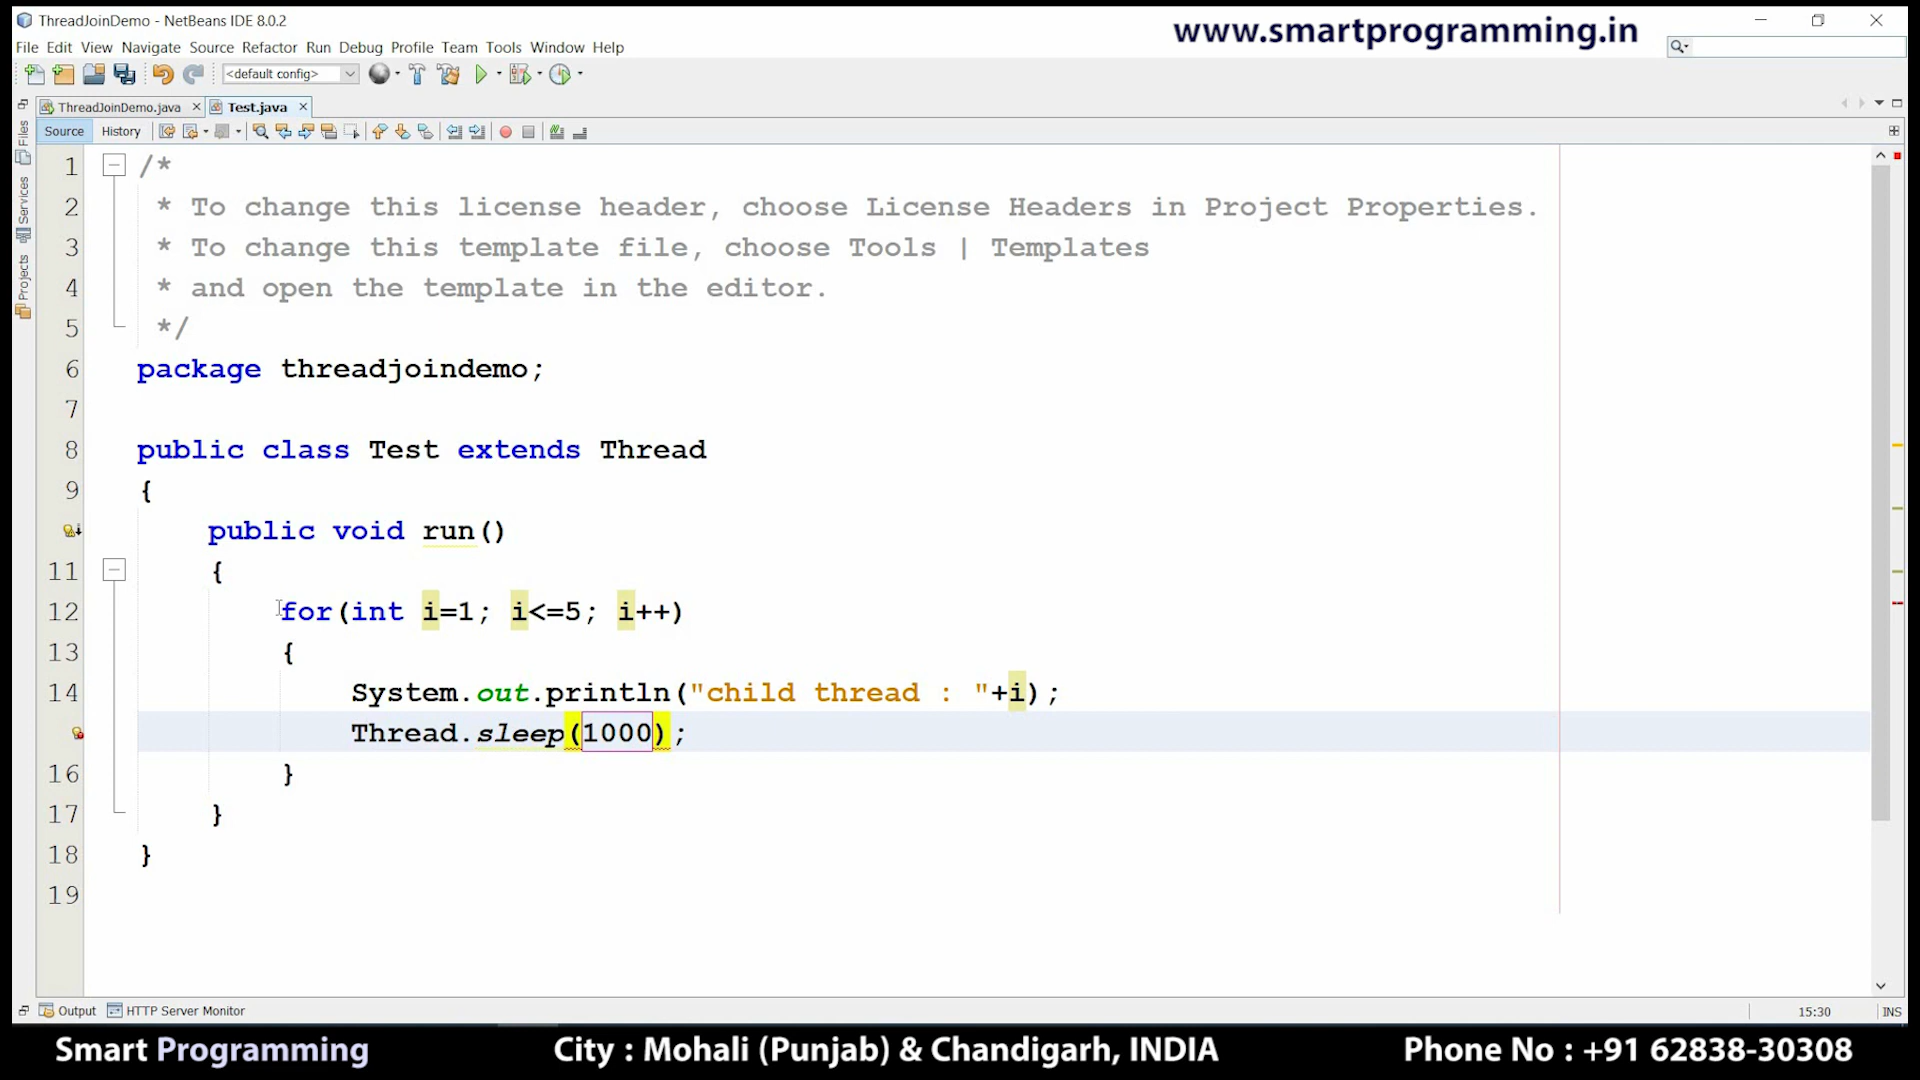 ThreadJoinDemo - NetBeans IDE 8.0.2
www.smartprogramming.in
File Edit View Navigate Source Refactor Run Debug Profile Team Tools Window Help
<default config>
ThreadJoinDemo.java Test.java
Source History
Files
Services
Projects
1 /*
2 * To change this license header, choose License Headers in Project Properties.
3 * To change this template file, choose Tools | Templates
4 * and open the template in the editor.
5 */
6 package threadjoindemo;
7
8 public class Test extends Thread
9 {
public void run()
11 {
12 for(int i=1; i<=5; i++)
13 {
14 System.out.println("child thread : "+i);
Thread.sleep(1000);
16 }
17 }
18 }
19
Output HTTP Server Monitor
15:30 INS
Smart Programming City : Mohali (Punjab) & Chandigarh, INDIA Phone No : +91 62838-30308